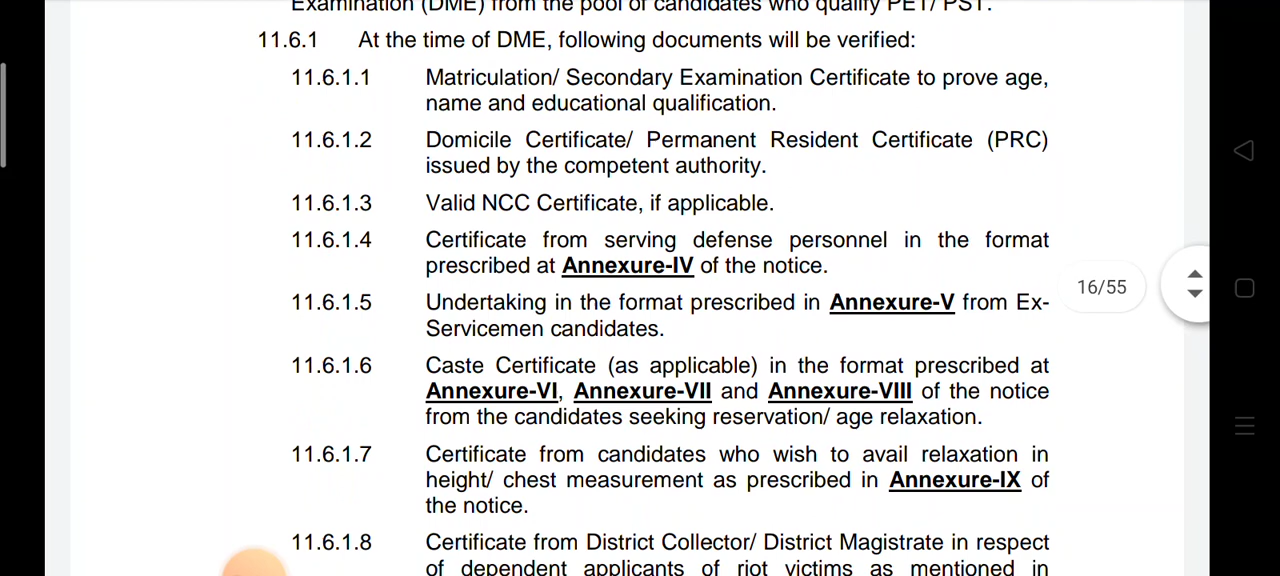 Examination (DME) from the pool of candidates who qualify PET/ PST.
11.6.1 At the time of DME, following documents will be verified:
11.6.1.1 Matriculation/ Secondary Examination Certificate to prove age,
name and educational qualification.
11.6.1.2 Domicile Certificate/ Permanent Resident Certificate (PRC)
issued by the competent authority.
11.6.1.3 Valid NCC Certificate, if applicable.
11.6.1.4 Certificate from serving defense personnel in the format
prescribed at Annexure-IV of the notice.
16/55
11.6.1.5 Undertaking in the format prescribed in Annexure-V from Ex-
Servicemen candidates.
11.6.1.6 Caste Certificate (as applicable) in the format prescribed at
Annexure-VI, Annexure-VII and Annexure-VIII of the notice
from the candidates seeking reservation/ age relaxation.
11.6.1.7 Certificate from candidates who wish to avail relaxation in
height/ chest measurement as prescribed in Annexure-IX of
the notice.
11.6.1.8 Certificate from District Collector/ District Magistrate in respect
of dependent applicants of riot victims as mentioned in